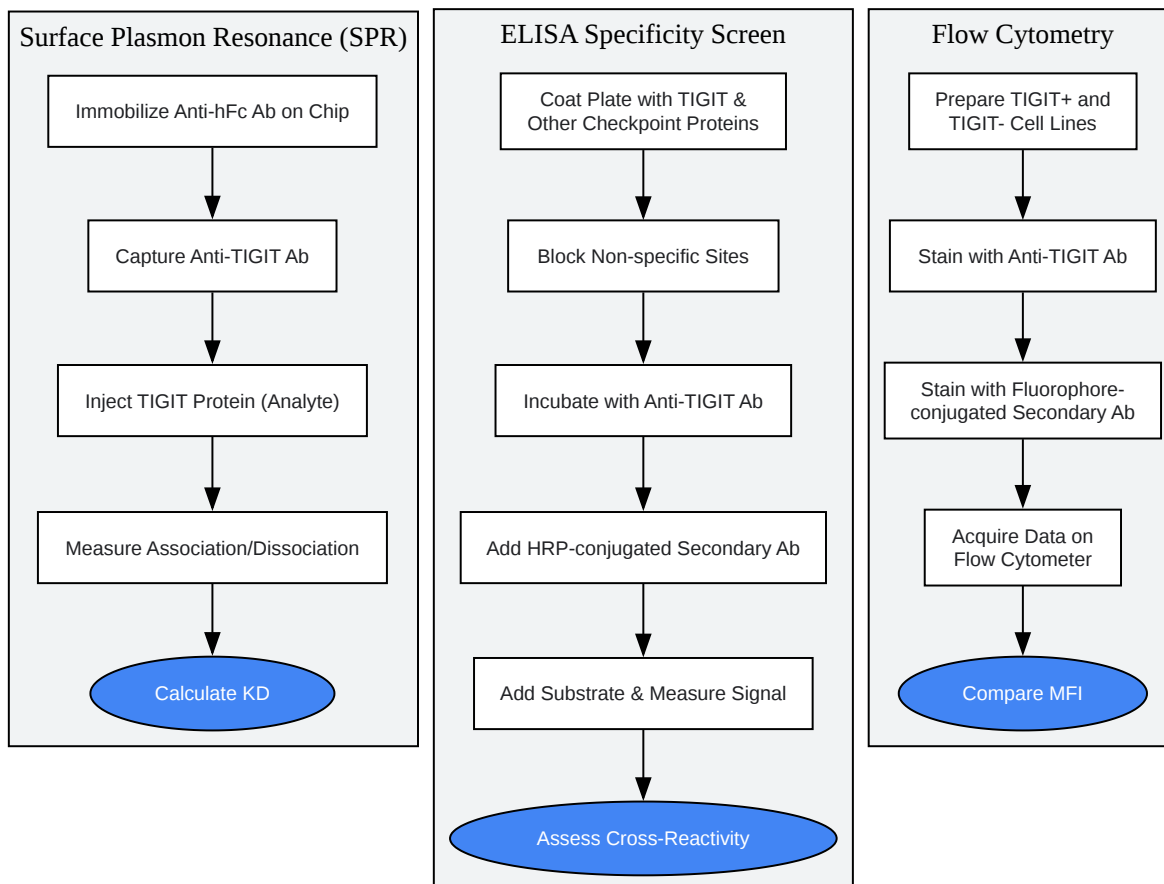 Surface Plasmon Resonance (SPR)
Immobilize Anti-hFc Ab on Chip
Capture Anti-TIGIT Ab
Inject TIGIT Protein (Analyte)
Measure Association/Dissociation
Calculate KD
ELISA Specificity Screen
Coat Plate with TIGIT &
Other Checkpoint Proteins
Block Non-specific Sites
Incubate with Anti-TIGIT Ab
Add HRP-conjugated Secondary Ab
Add Substrate & Measure Signal
Assess Cross-Reactivity
Flow Cytometry
Prepare TIGIT+ and
TIGIT- Cell Lines
Stain with Anti-TIGIT Ab
Stain with Fluorophore-
conjugated Secondary Ab
Acquire Data on
Flow Cytometer
Compare MFI